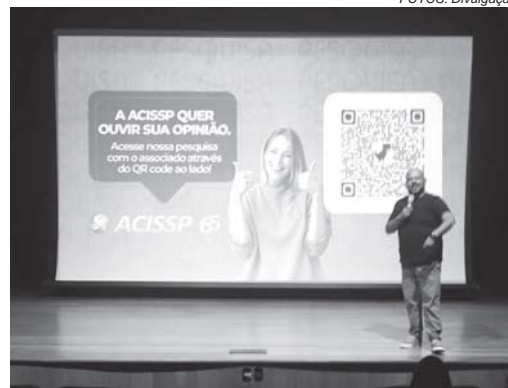 FOTOS: Divulgaçã
A ACISSP QUER
OUVIR SUA OPINIÃO.
Acesse nossa pesquisa
com o associado através
do QR code ao lado!
ACISSP 65